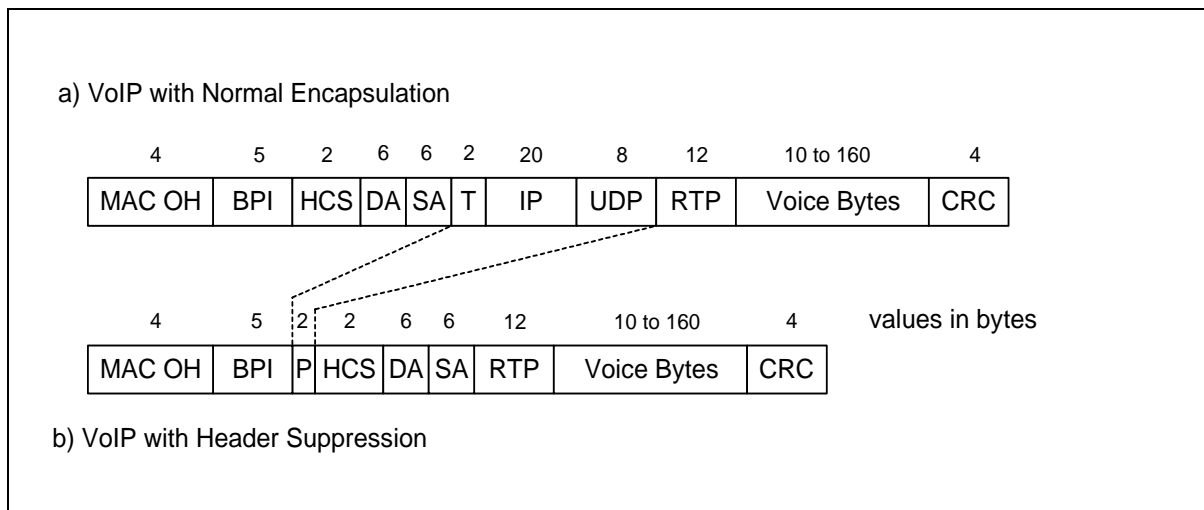 a) VoIP with Normal Encapsulation
4 5 2 6 6 2 20 8 12 10 to 160 4
MAC OH BPI HCS DA SA T IP UDP RTP Voice Bytes CRC
4 5 2 2 6 6 12 10 to 160 4 values in bytes
MAC OH BPI P HCS DA SA RTP Voice Bytes CRC
b) VoIP with Header Suppression